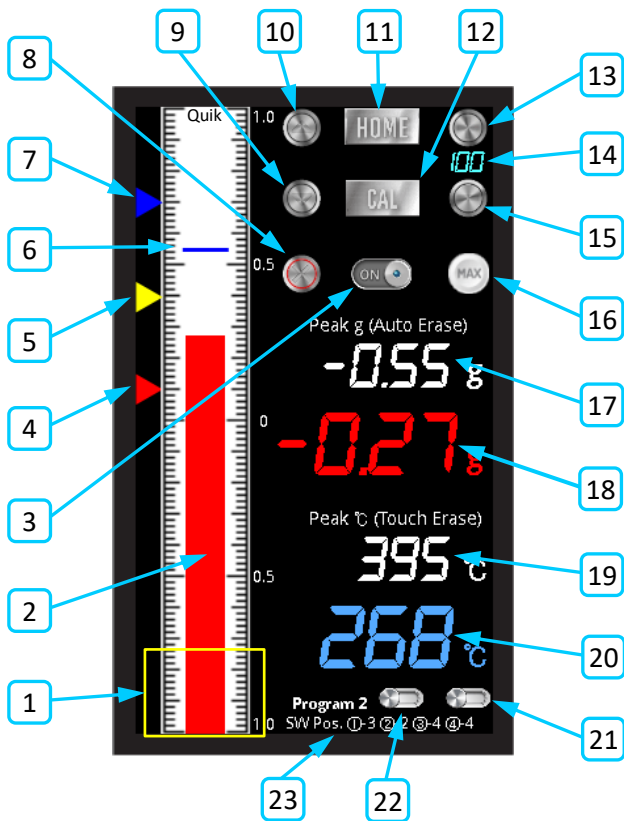 9
10
11
12
8
13
Quik
1.0
HOME
14
100
7
CAL
6
15
0.5
ON
MAX
5
16
Peak g (Auto Erase)
-0.55 g
17
4
0
-0.27 g
18
3
Peak ℃ (Touch Erase)
395 ℃
19
0.5
2
268 ℃
20
1
Program 2
21
1.0
SW Pos. ①-3 ②-2 ③-4 ④-4
23
22